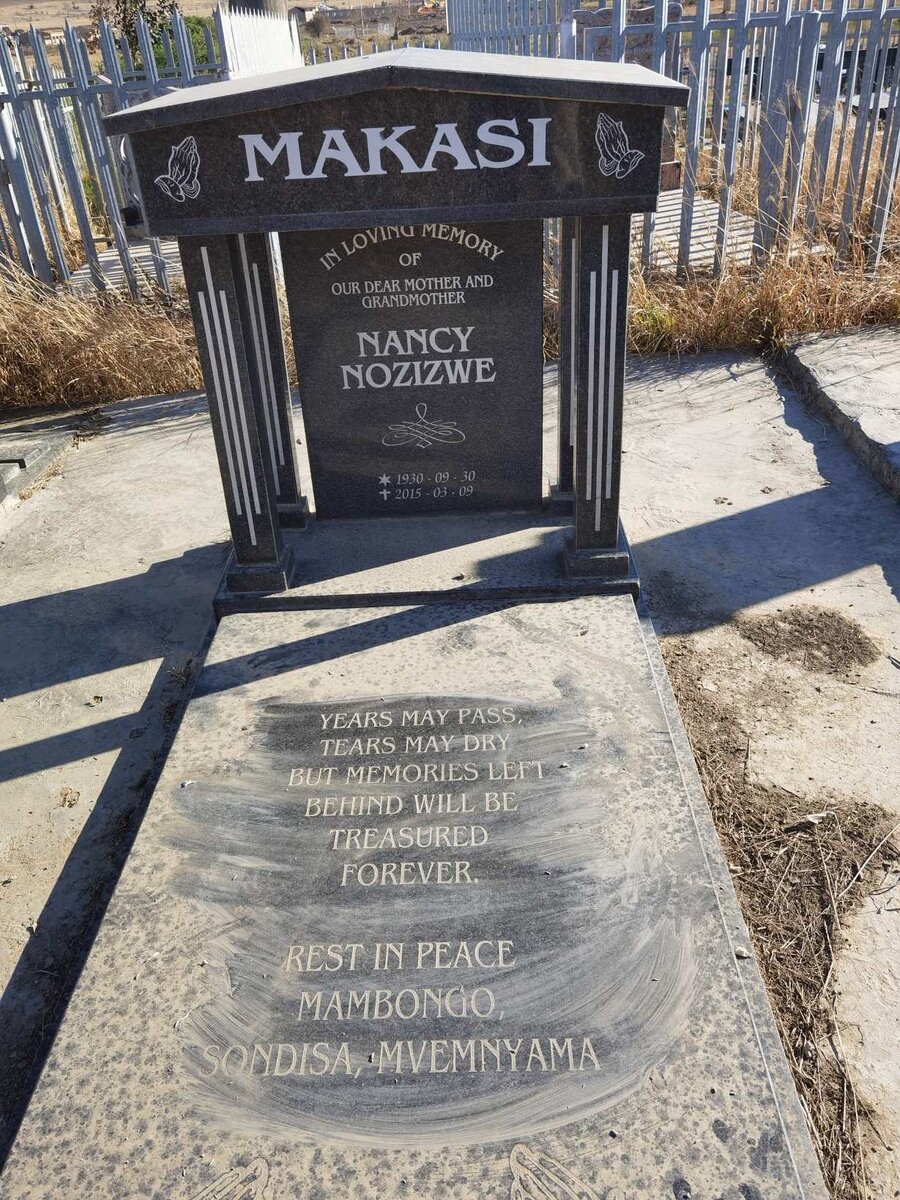 MAKASI
IN LOVING MEMORY
OF
OUR DEAR MOTHER AND
GRANDMOTHER
NANCY
NOZIZWE
1930 - 09 - 30
2015 - 03 - 09
YEARS MAY PASS,
TEARS MAY DRY
BUT MEMORIES LEFT
BEHIND WILL BE
TREASURED
FOREVER.
REST IN PEACE
MAMBONGO,
SONDISA, MVEMNYAMA